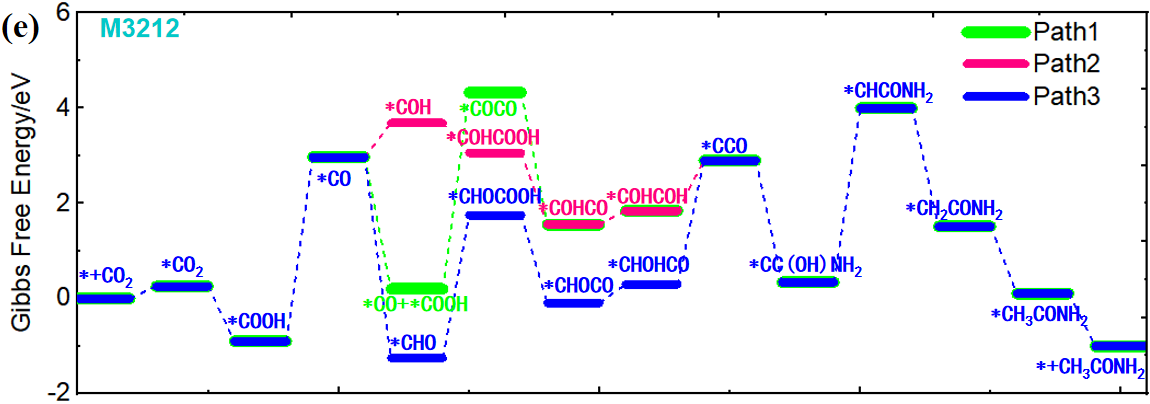 (e)
M3212
Gibbs Free Energy/eV
6
4
2
0
-2
Path1
Path2
Path3
*+CO₂
*CO₂
*COOH
*CO
*COH
*CO+*COOH
*CHO
*COCO
*COHCOOH
*CHOCOOH
*COHCO
*CHOCO
*COHCOH
*CHOHCO
*CCO
*CC(OH)NH₂
*CHCONH₂
*CH₂CONH₂
*CH₃CONH₂
*+CH₃CONH₂